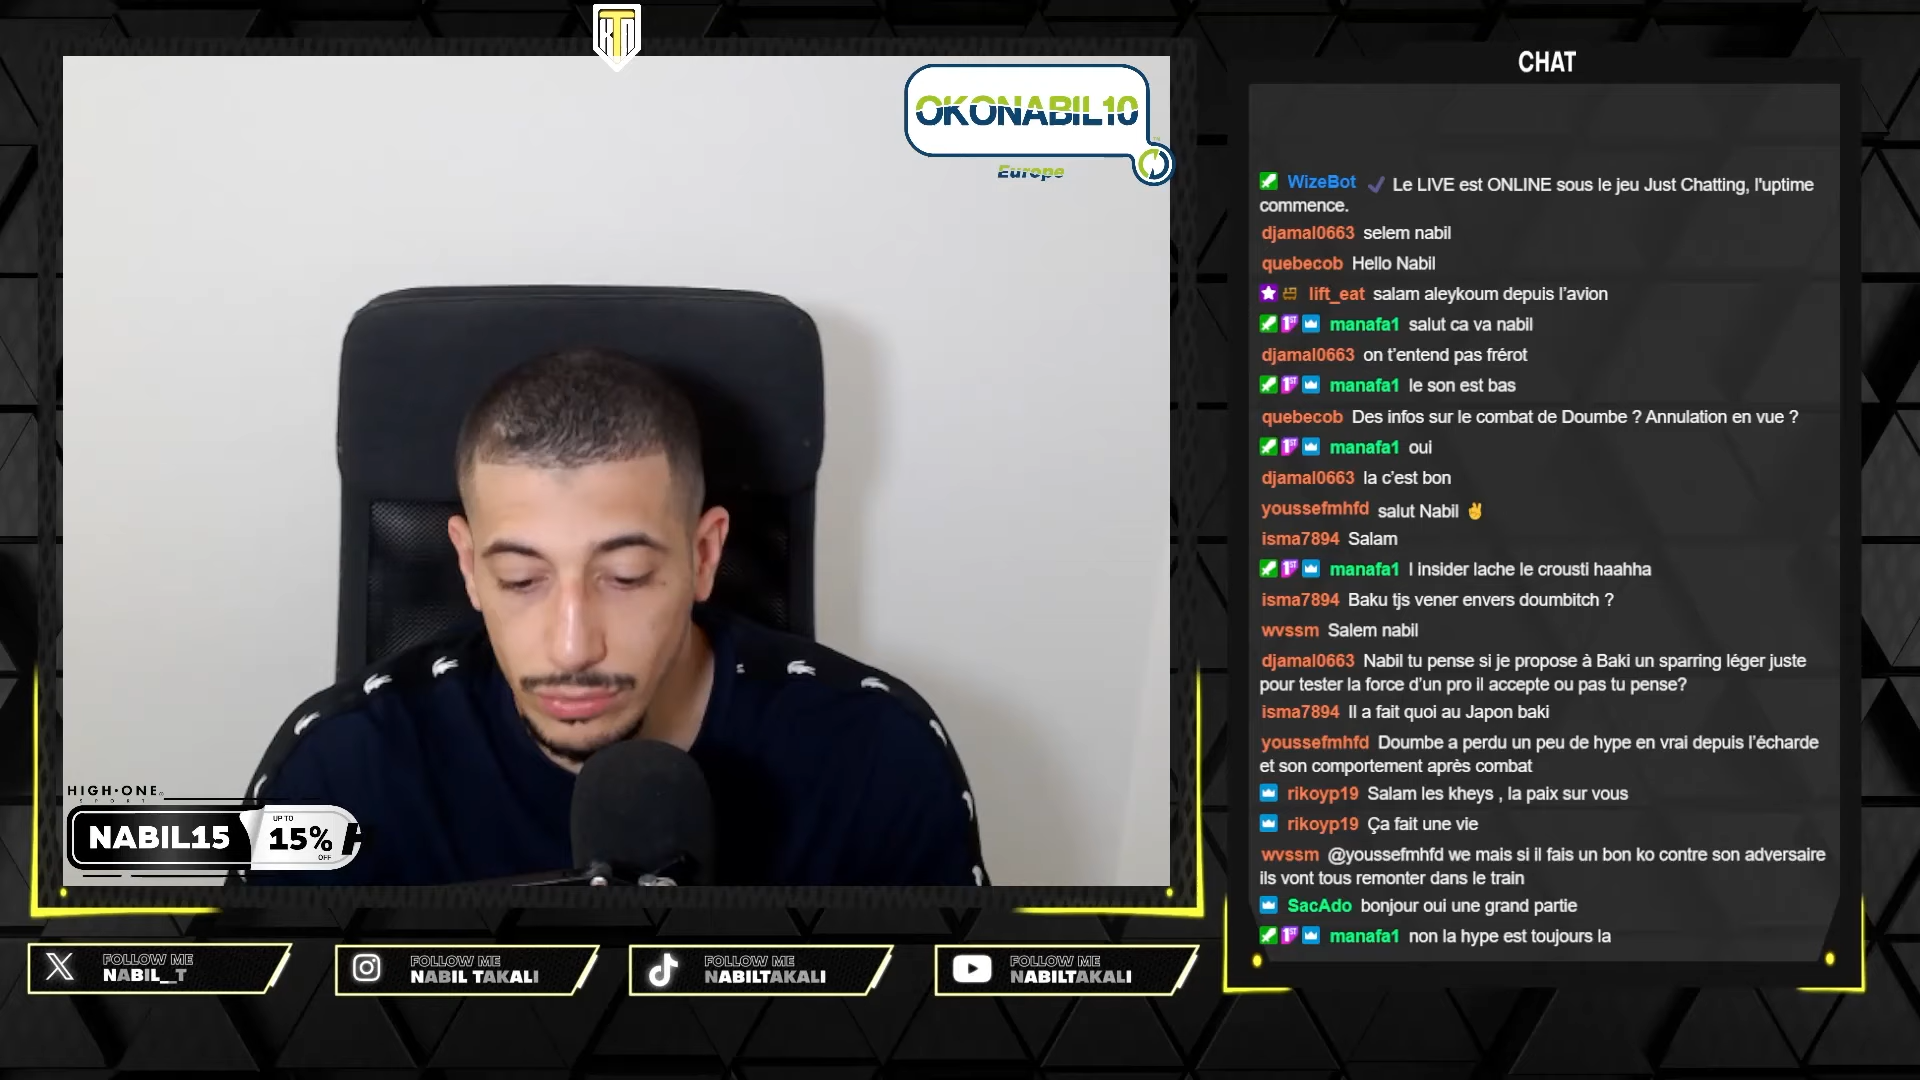 KTN
OKONABIL10
Europe
HIGH·ONE
SPORT
NABIL15
UP TO
15%
OFF
FOLLOW ME
NABIL_T
FOLLOW ME
NABIL TAKALI
FOLLOW ME
NABILTAKALI
FOLLOW ME
NABILTAKALI
CHAT
WizeBot Le LIVE est ONLINE sous le jeu Just Chatting, l'uptime
commence.
djamal0663 selem nabil
quebecob Hello Nabil
lift_eat salam aleykoum depuis l’avion
manafa1 salut ca va nabil
djamal0663 on t’entend pas frérot
manafa1 le son est bas
quebecob Des infos sur le combat de Doumbe ? Annulation en vue ?
manafa1 oui
djamal0663 la c’est bon
youssefmhfd salut Nabil ✌
isma7894 Salam
manafa1 l insider lache le crousti haahha
isma7894 Baku tjs vener envers doumbitch ?
wvssm Salem nabil
djamal0663 Nabil tu pense si je propose à Baki un sparring léger juste
pour tester la force d’un pro il accepte ou pas tu pense?
isma7894 Il a fait quoi au Japon baki
youssefmhfd Doumbe a perdu un peu de hype en vrai depuis l’écharde
et son comportement après combat
rikoyp19 Salam les kheys , la paix sur vous
rikoyp19 Ça fait une vie
wvssm @youssefmhfd we mais si il fais un bon ko contre son adversaire
ils vont tous remonter dans le train
SacAdo bonjour oui une grand partie
manafa1 non la hype est toujours la